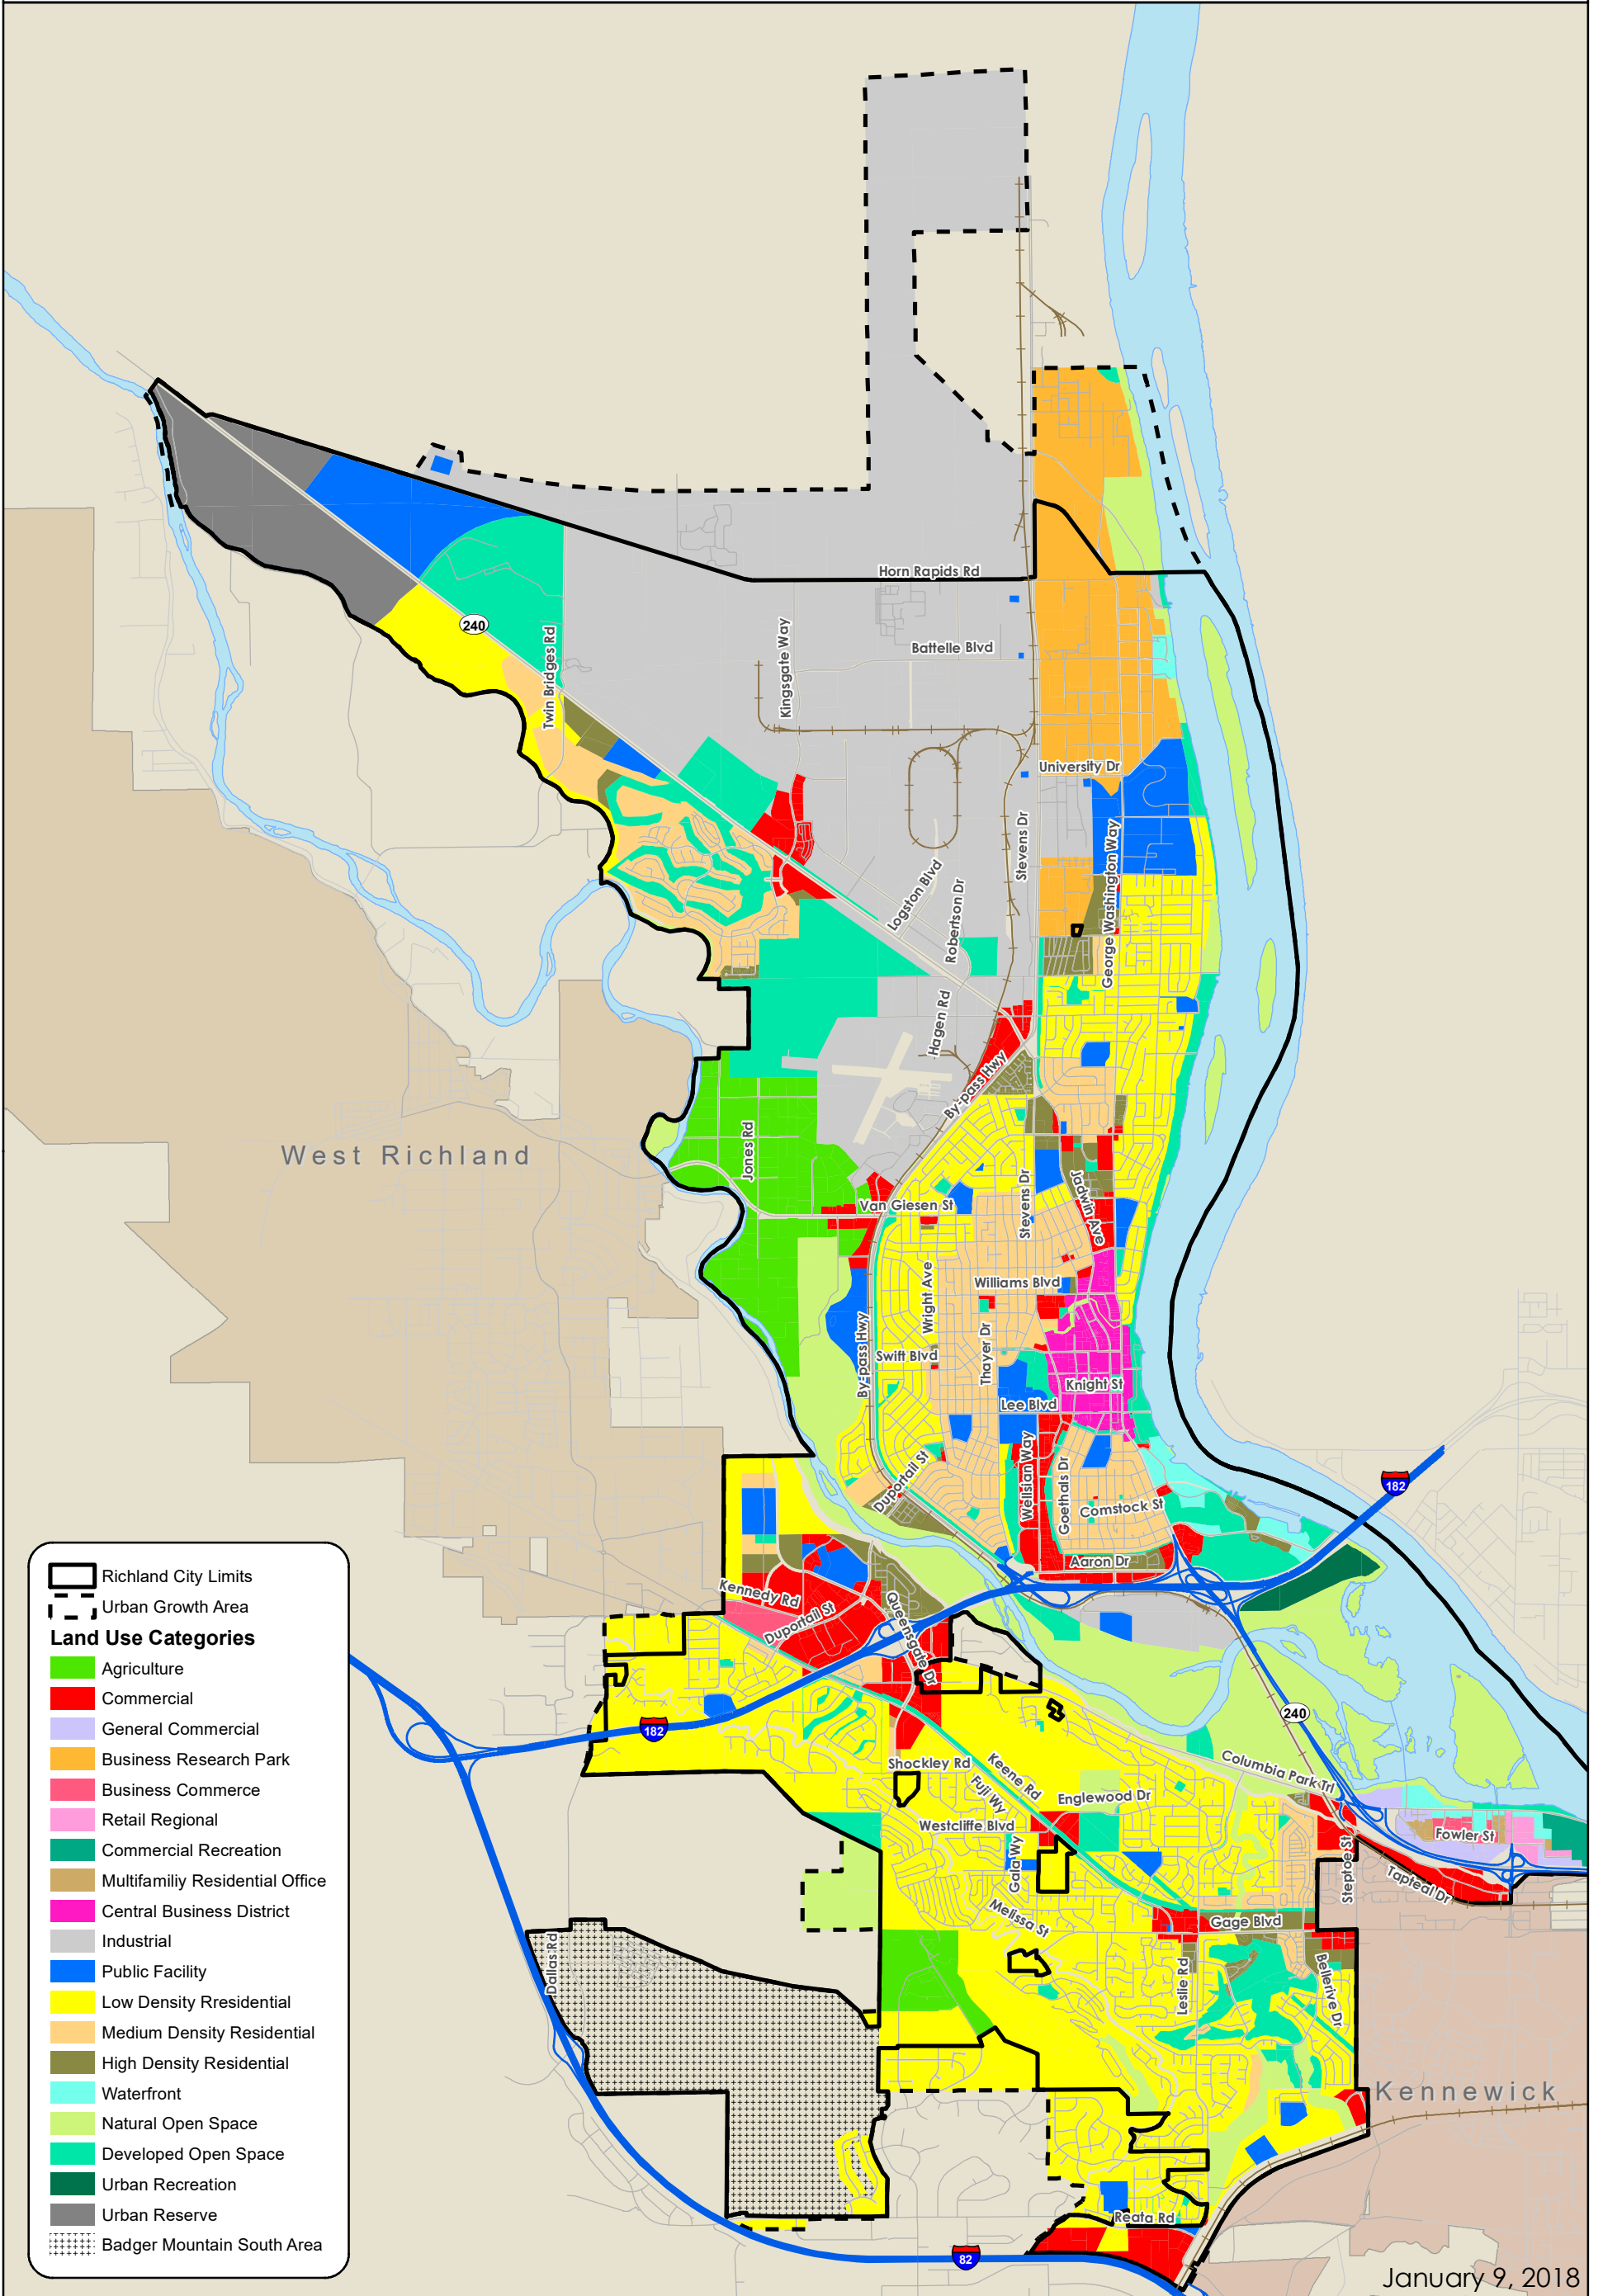 Horn Rapids Rd
240
Battelle Blvd
Kingsgate Way
Twin Bridges Rd
University Dr
Stevens Dr
George Washington Way
Logston Blvd
Robertson Dr
Hagen Rd
By-pass Hwy
West Richland
Jones Rd
Van Giesen St
Stevens Dr
Jadwin Ave
Williams Blvd
Wright Ave
Thayer Dr
By-pass Hwy
Swift Blvd
Knight St
Lee Blvd
Wellsian Way
Goethals Dr
Duportail St
Comstock St
182
Aaron Dr
Kennedy Rd
Duportail St
Queensgate Dr
182
240
Shockley Rd
Keene Rd
Fuji Wy
Columbia Park Trl
Englewood Dr
Westcliffe Blvd
Gala Wy
Fowler St
Steptoe St
Tapteal Dr
Melissa St
Gage Blvd
Leslie Rd
Bellerive Dr
Dallas Rd
Kennewick
Reata Rd
82
Richland City Limits
Urban Growth Area
Land Use Categories
Agriculture
Commercial
General Commercial
Business Research Park
Business Commerce
Retail Regional
Commercial Recreation
Multifamiliy Residential Office
Central Business District
Industrial
Public Facility
Low Density Rresidential
Medium Density Residential
High Density Residential
Waterfront
Natural Open Space
Developed Open Space
Urban Recreation
Urban Reserve
Badger Mountain South Area
January 9, 2018